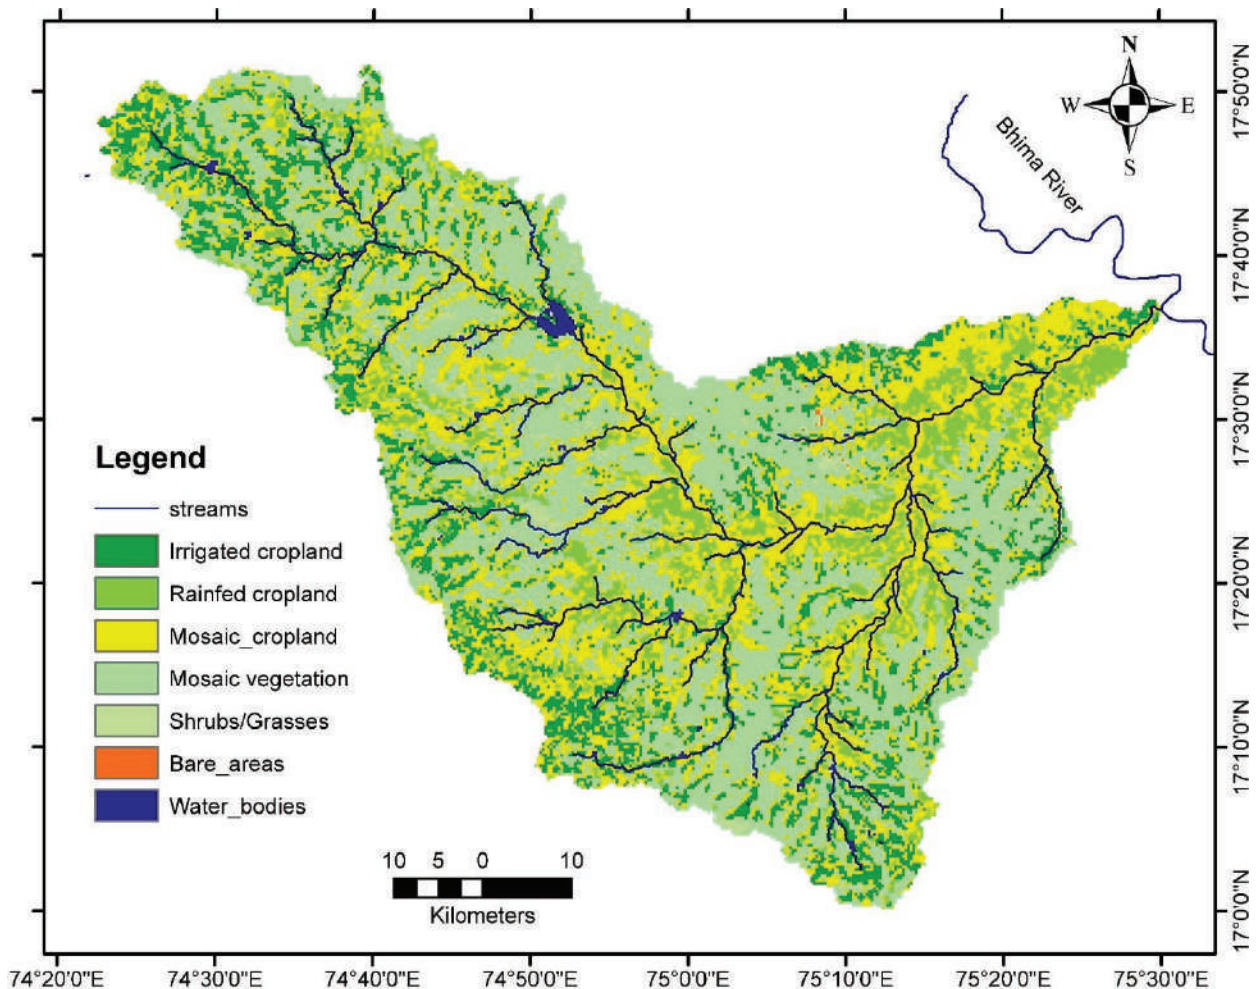 N
W E
S
Bhima River
17°50'0"N
17°40'0"N
17°30'0"N
17°20'0"N
17°10'0"N
17°0'0"N
Legend
streams
Irrigated cropland
Rainfed cropland
Mosaic_cropland
Mosaic vegetation
Shrubs/Grasses
Bare_areas
Water_bodies
10 5 0 10
Kilometers
74°20'0"E 74°30'0"E 74°40'0"E 74°50'0"E 75°0'0"E 75°10'0"E 75°20'0"E 75°30'0"E